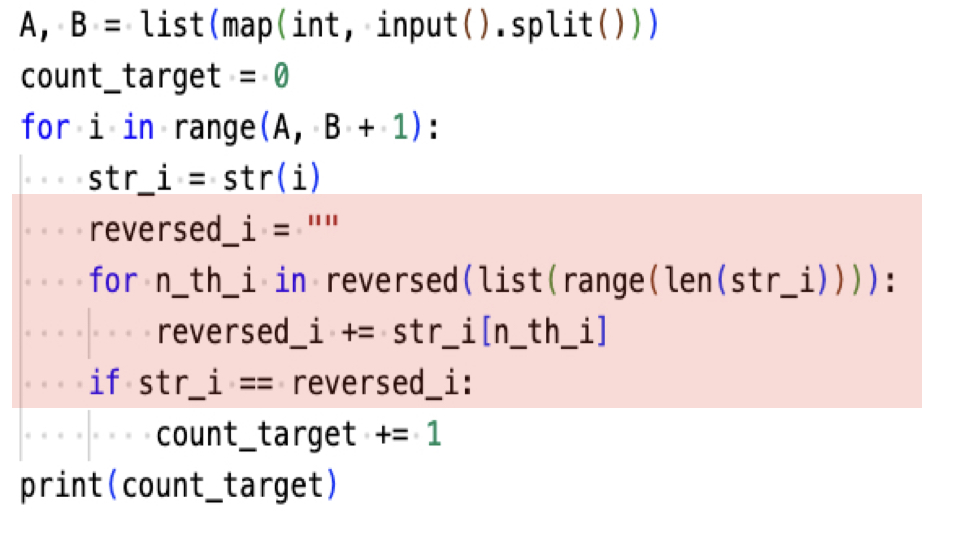 A, B = list(map(int, input().split()))
count_target = 0
for i in range(A, B + 1):
    str_i = str(i)
    reversed_i = ""
    for n_th_i in reversed(list(range(len(str_i)))):
        reversed_i += str_i[n_th_i]
    if str_i == reversed_i:
        count_target += 1
print(count_target)